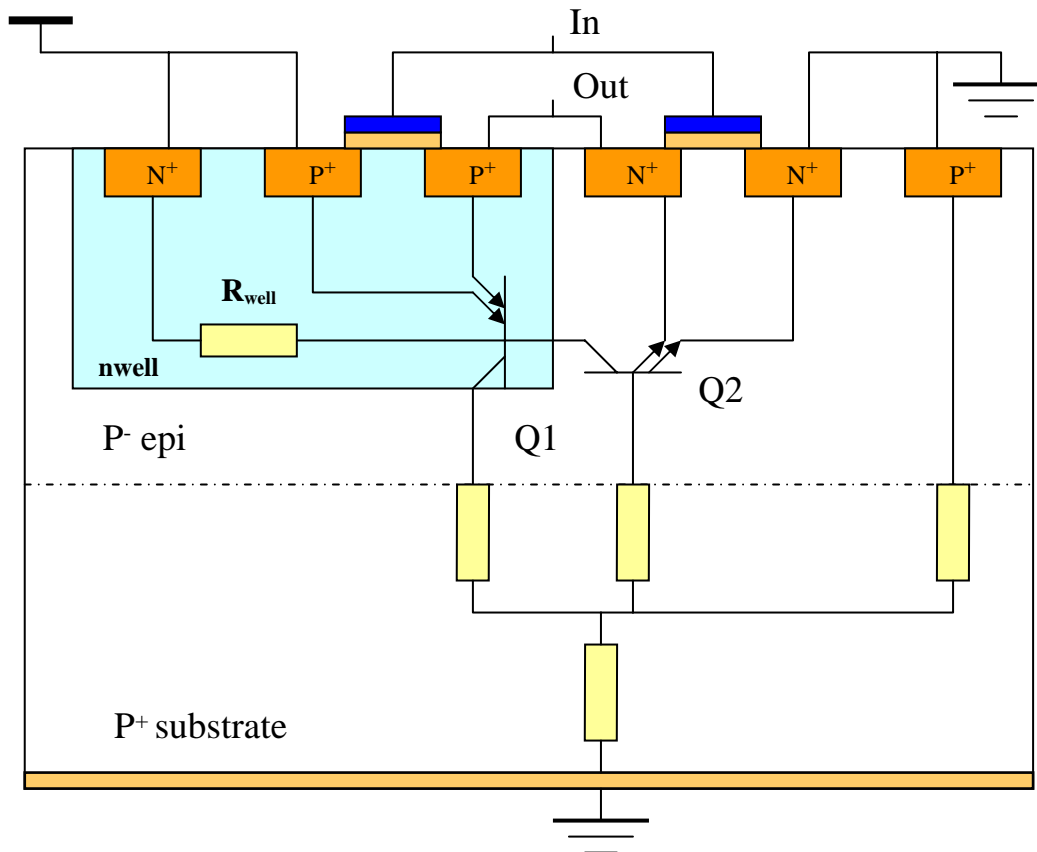 In
Out
N+
P+
P+
N+
N+
P+
Rwell
nwell
Q2
P- epi
Q1
P+ substrate